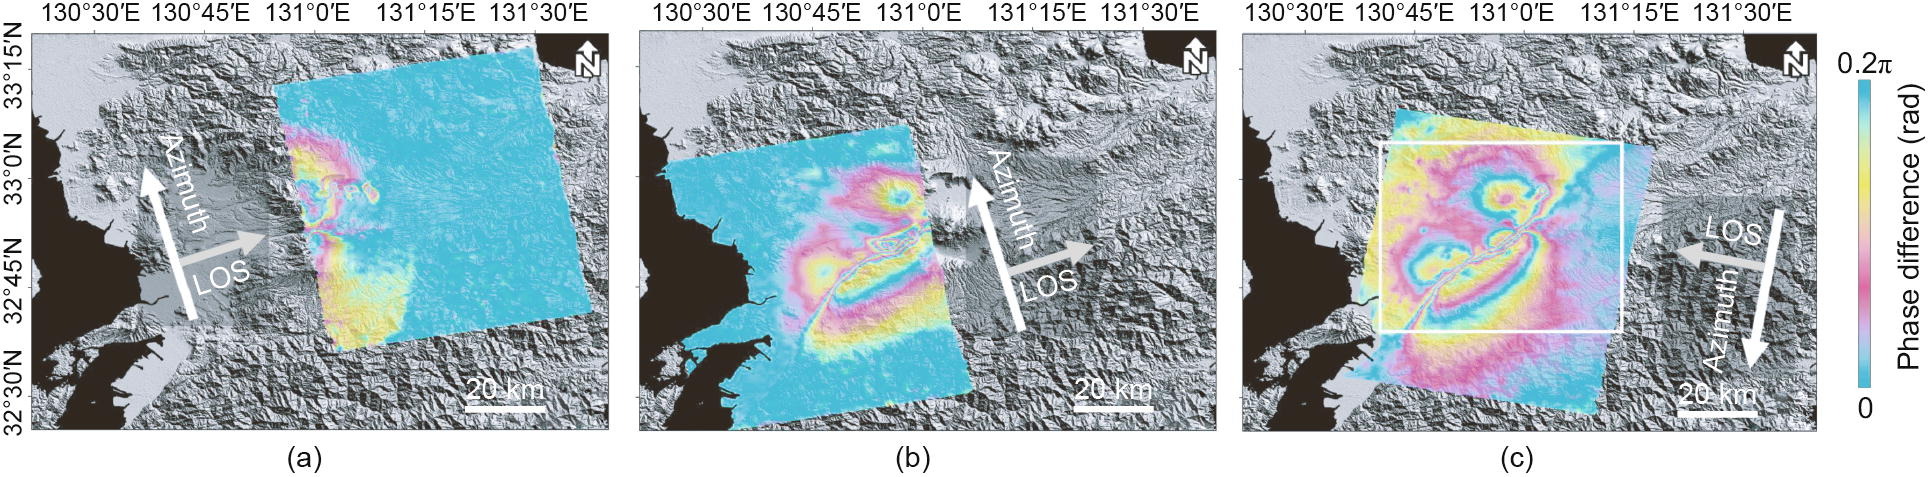 130°30′E 130°45′E 131°0′E 131°15′E 131°30′E
130°30′E 130°45′E 131°0′E 131°15′E 131°30′E
130°30′E 130°45′E 131°0′E 131°15′E 131°30′E
33°15′N
33°0′N
32°45′N
32°30′N
N
Azimuth
LOS
20 km
(a)
N
Azimuth
LOS
20 km
(b)
N
LOS
Azimuth
20 km
(c)
0.2π
Phase difference (rad)
0